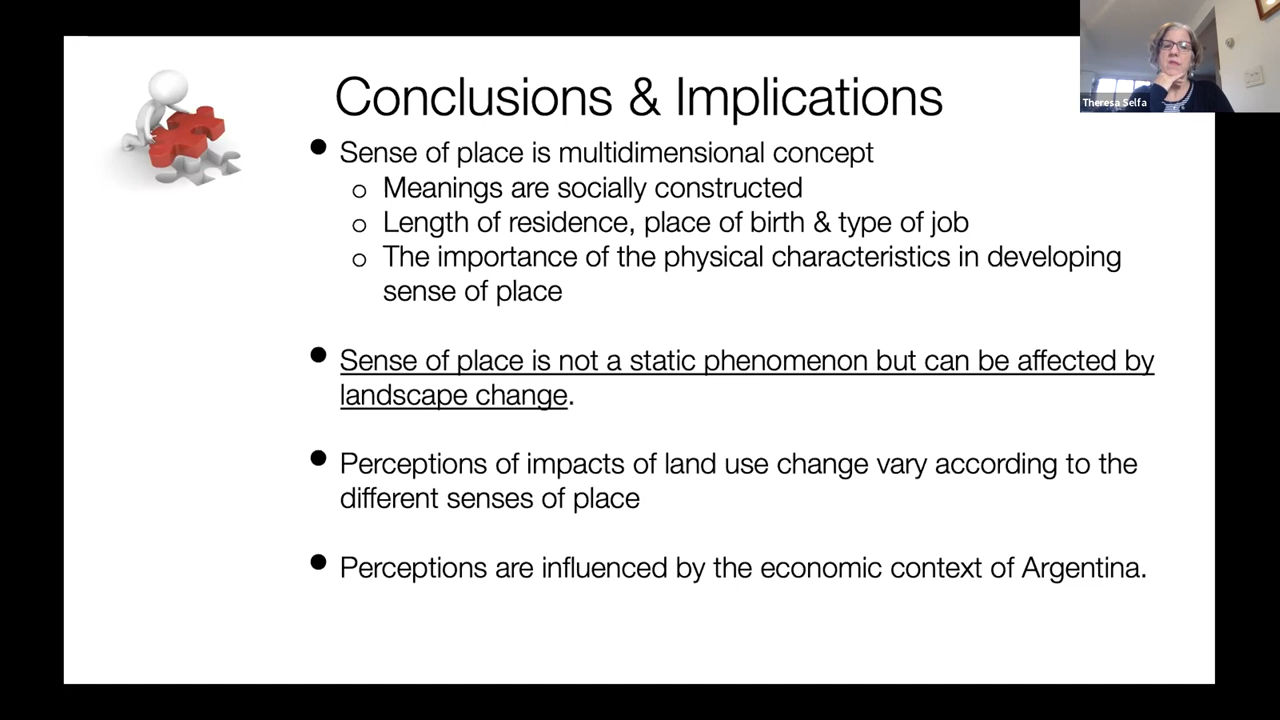 Conclusions & Implications
Theresa Selfa
• Sense of place is multidimensional concept
o Meanings are socially constructed
o Length of residence, place of birth & type of job
o The importance of the physical characteristics in developing
sense of place
• Sense of place is not a static phenomenon but can be affected by
landscape change.
• Perceptions of impacts of land use change vary according to the
different senses of place
• Perceptions are influenced by the economic context of Argentina.